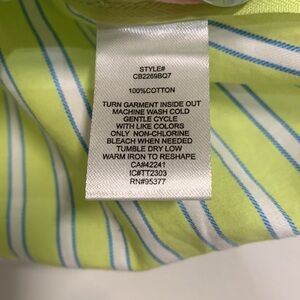 STYLE#
CB2269BQ7
100%COTTON
TURN GARMENT INSIDE OUT
MACHINE WASH COLD
GENTLE CYCLE
WITH LIKE COLORS
ONLY NON-CHLORINE
BLEACH WHEN NEEDED
TUMBLE DRY LOW
WARM IRON TO RESHAPE
CA#42241
IC#TT2303
RN#95377